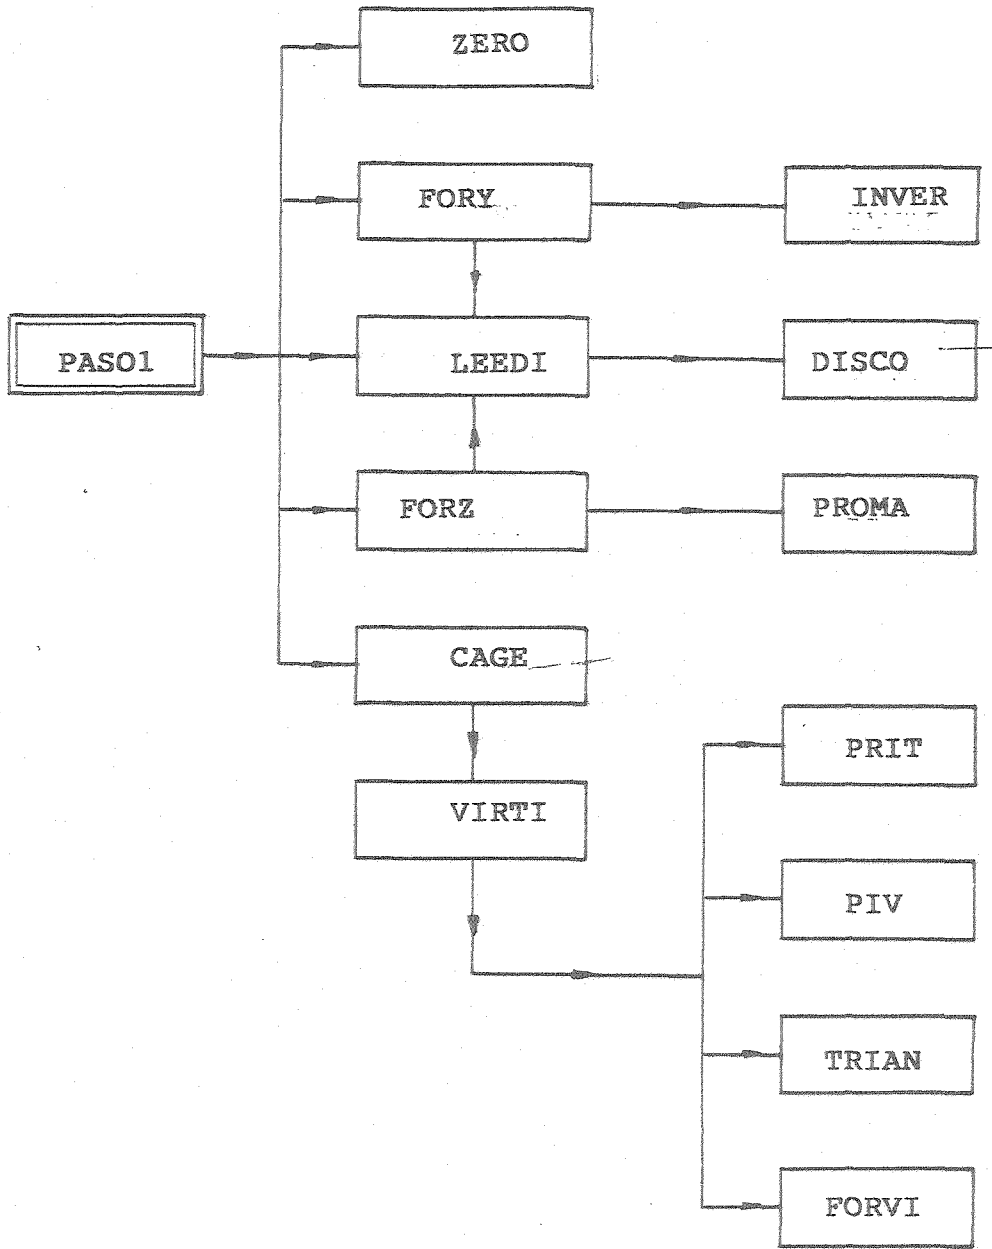 ZERO
FORY
INVER
PASO1
LEEDI
DISCO
FORZ
PROMA
CAGE
PRIT
VIRTI
PIV
TRIAN
FORVI